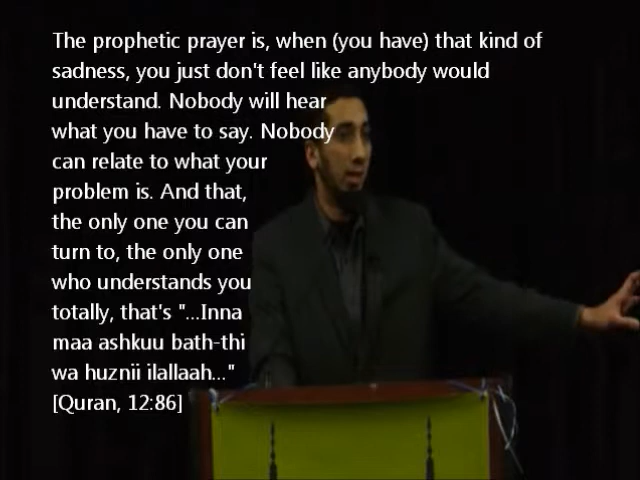 The prophetic prayer is, when (you have) that kind of
sadness, you just don't feel like anybody would
understand. Nobody will hear
what you have to say. Nobody
can relate to what your
problem is. And that,
the only one you can
turn to, the only one
who understands you
totally, that's "...Inna
maa ashkuu bath-thi
wa huznii ilallaah..."
[Quran, 12:86]